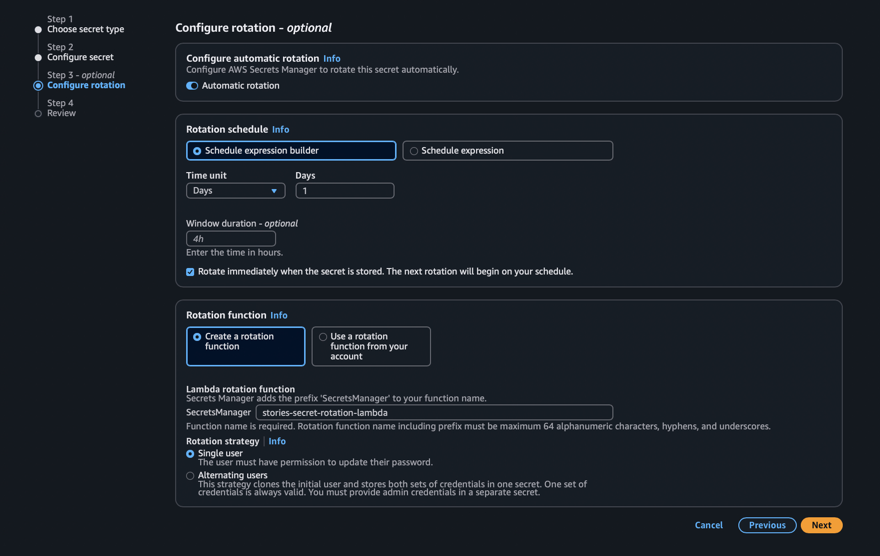 Step 1
Choose secret type
Step 2
Configure secret
Step 3 - optional
Configure rotation
Step 4
Review
Configure rotation - optional
Configure automatic rotation Info
Configure AWS Secrets Manager to rotate this secret automatically.
Automatic rotation
Rotation schedule Info
Schedule expression builder
Schedule expression
Time unit
Days
Days
1
Window duration - optional
4h
Enter the time in hours.
Rotate immediately when the secret is stored. The next rotation will begin on your schedule.
Rotation function Info
Create a rotation
function
Use a rotation
function from your
account
Lambda rotation function
Secrets Manager adds the prefix 'SecretsManager' to your function name.
SecretsManager stories-secret-rotation-lambda
Function name is required. Rotation function name including prefix must be maximum 64 alphanumeric characters, hyphens, and underscores.
Rotation strategy Info
Single user
The user must have permission to update their password.
Alternating users
This strategy clones the initial user and stores both sets of credentials in one secret. One set of
credentials is always valid. You must provide admin credentials in a separate secret.
Cancel Previous Next